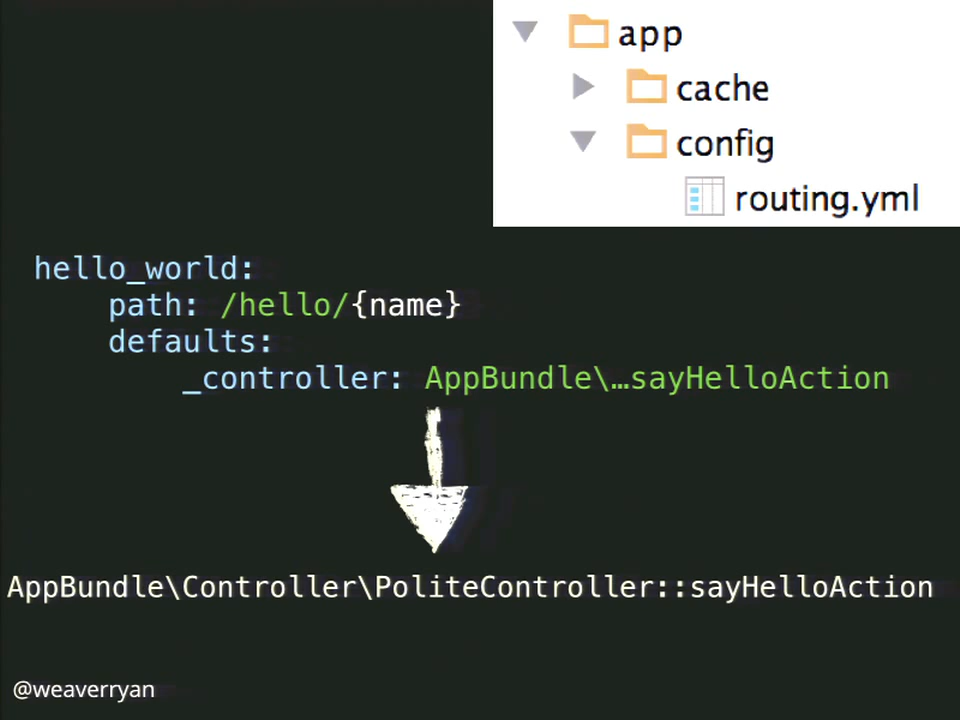 app
cache
config
routing.yml
hello_world:
path: /hello/{name}
defaults:
_controller: AppBundle\…sayHelloAction
AppBundle\Controller\PoliteController::sayHelloAction
@weaverryan